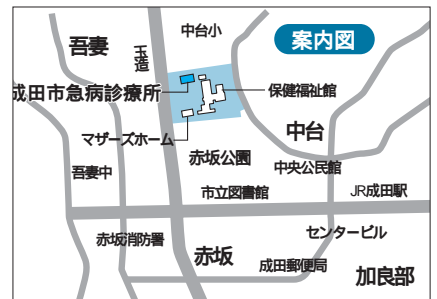 中台小
吾妻
玉造
案内図
成田市急病診療所
保健福祉館
中台
マザーズホーム
赤坂公園
中央公民館
吾妻中
市立図書館
JR成田駅
赤坂消防署
センタービル
赤坂
成田郵便局
加良部